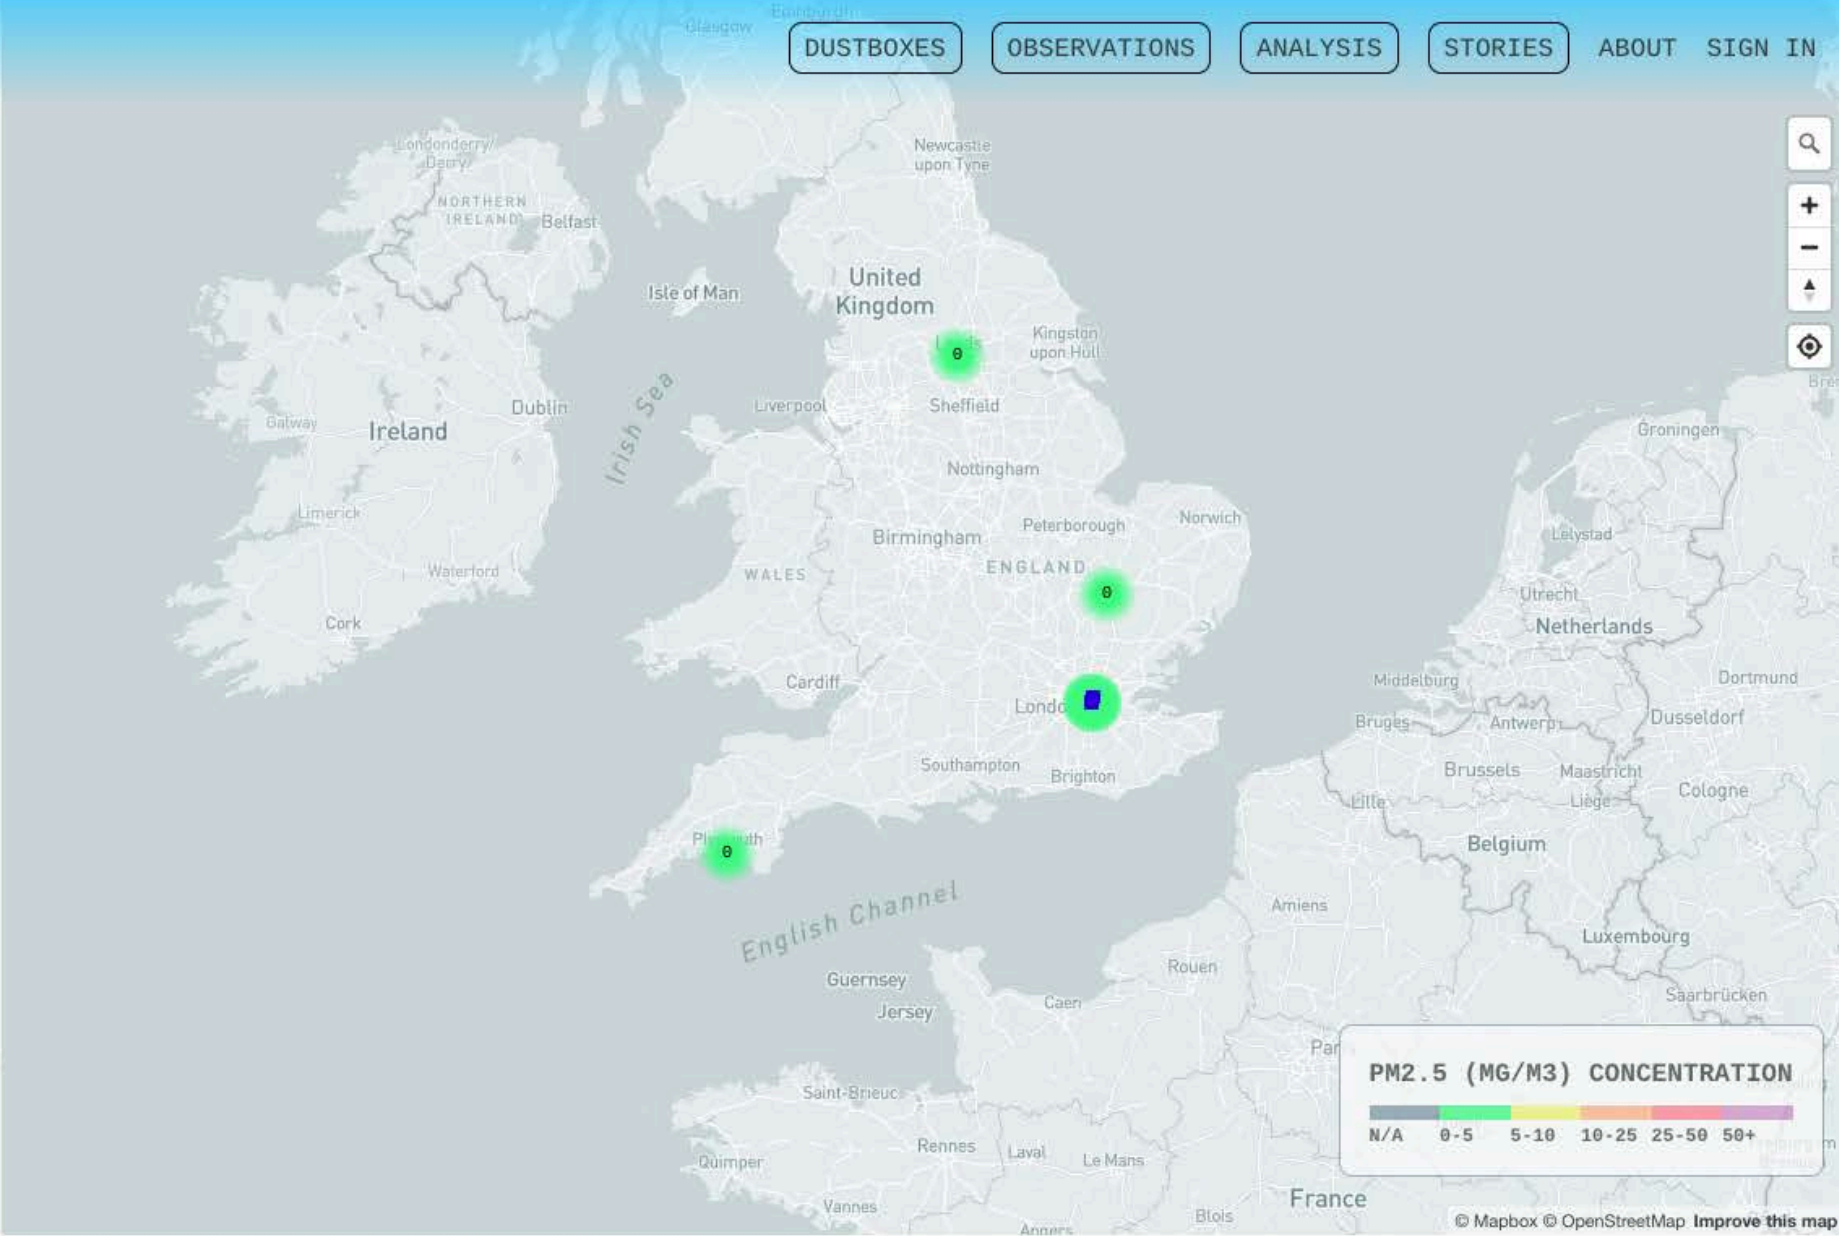 Edinburgh
Glasgow
DUSTBOXES
OBSERVATIONS
ANALYSIS
STORIES
ABOUT
SIGN IN
Londonderry/
Derry
Newcastle
upon Tyne
NORTHERN
IRELAND
Belfast
United
Kingdom
Isle of Man
Kingston
upon Hull
0
Irish Sea
Liverpool
Sheffield
Dublin
Galway
Ireland
Groningen
Nottingham
Limerick
Peterborough
Norwich
Birmingham
Lelystad
ENGLAND
WALES
Waterford
0
Utrecht
Cork
Netherlands
Cardiff
Middelburg
Dortmund
Bruges
Antwerp
Dusseldorf
Southampton
Brighton
Brussels
Maastricht
Cologne
Lille
Liège
Belgium
0
English Channel
Amiens
Luxembourg
Rouen
Guernsey
Jersey
Caen
Saarbrücken
PM2.5 (MG/M3) CONCENTRATION
N/A 0-5 5-10 10-25 25-50 50+
Saint-Brieuc
Rennes
Laval
Le Mans
Quimper
Vannes
France
Blois
Angers
© Mapbox © OpenStreetMap Improve this map